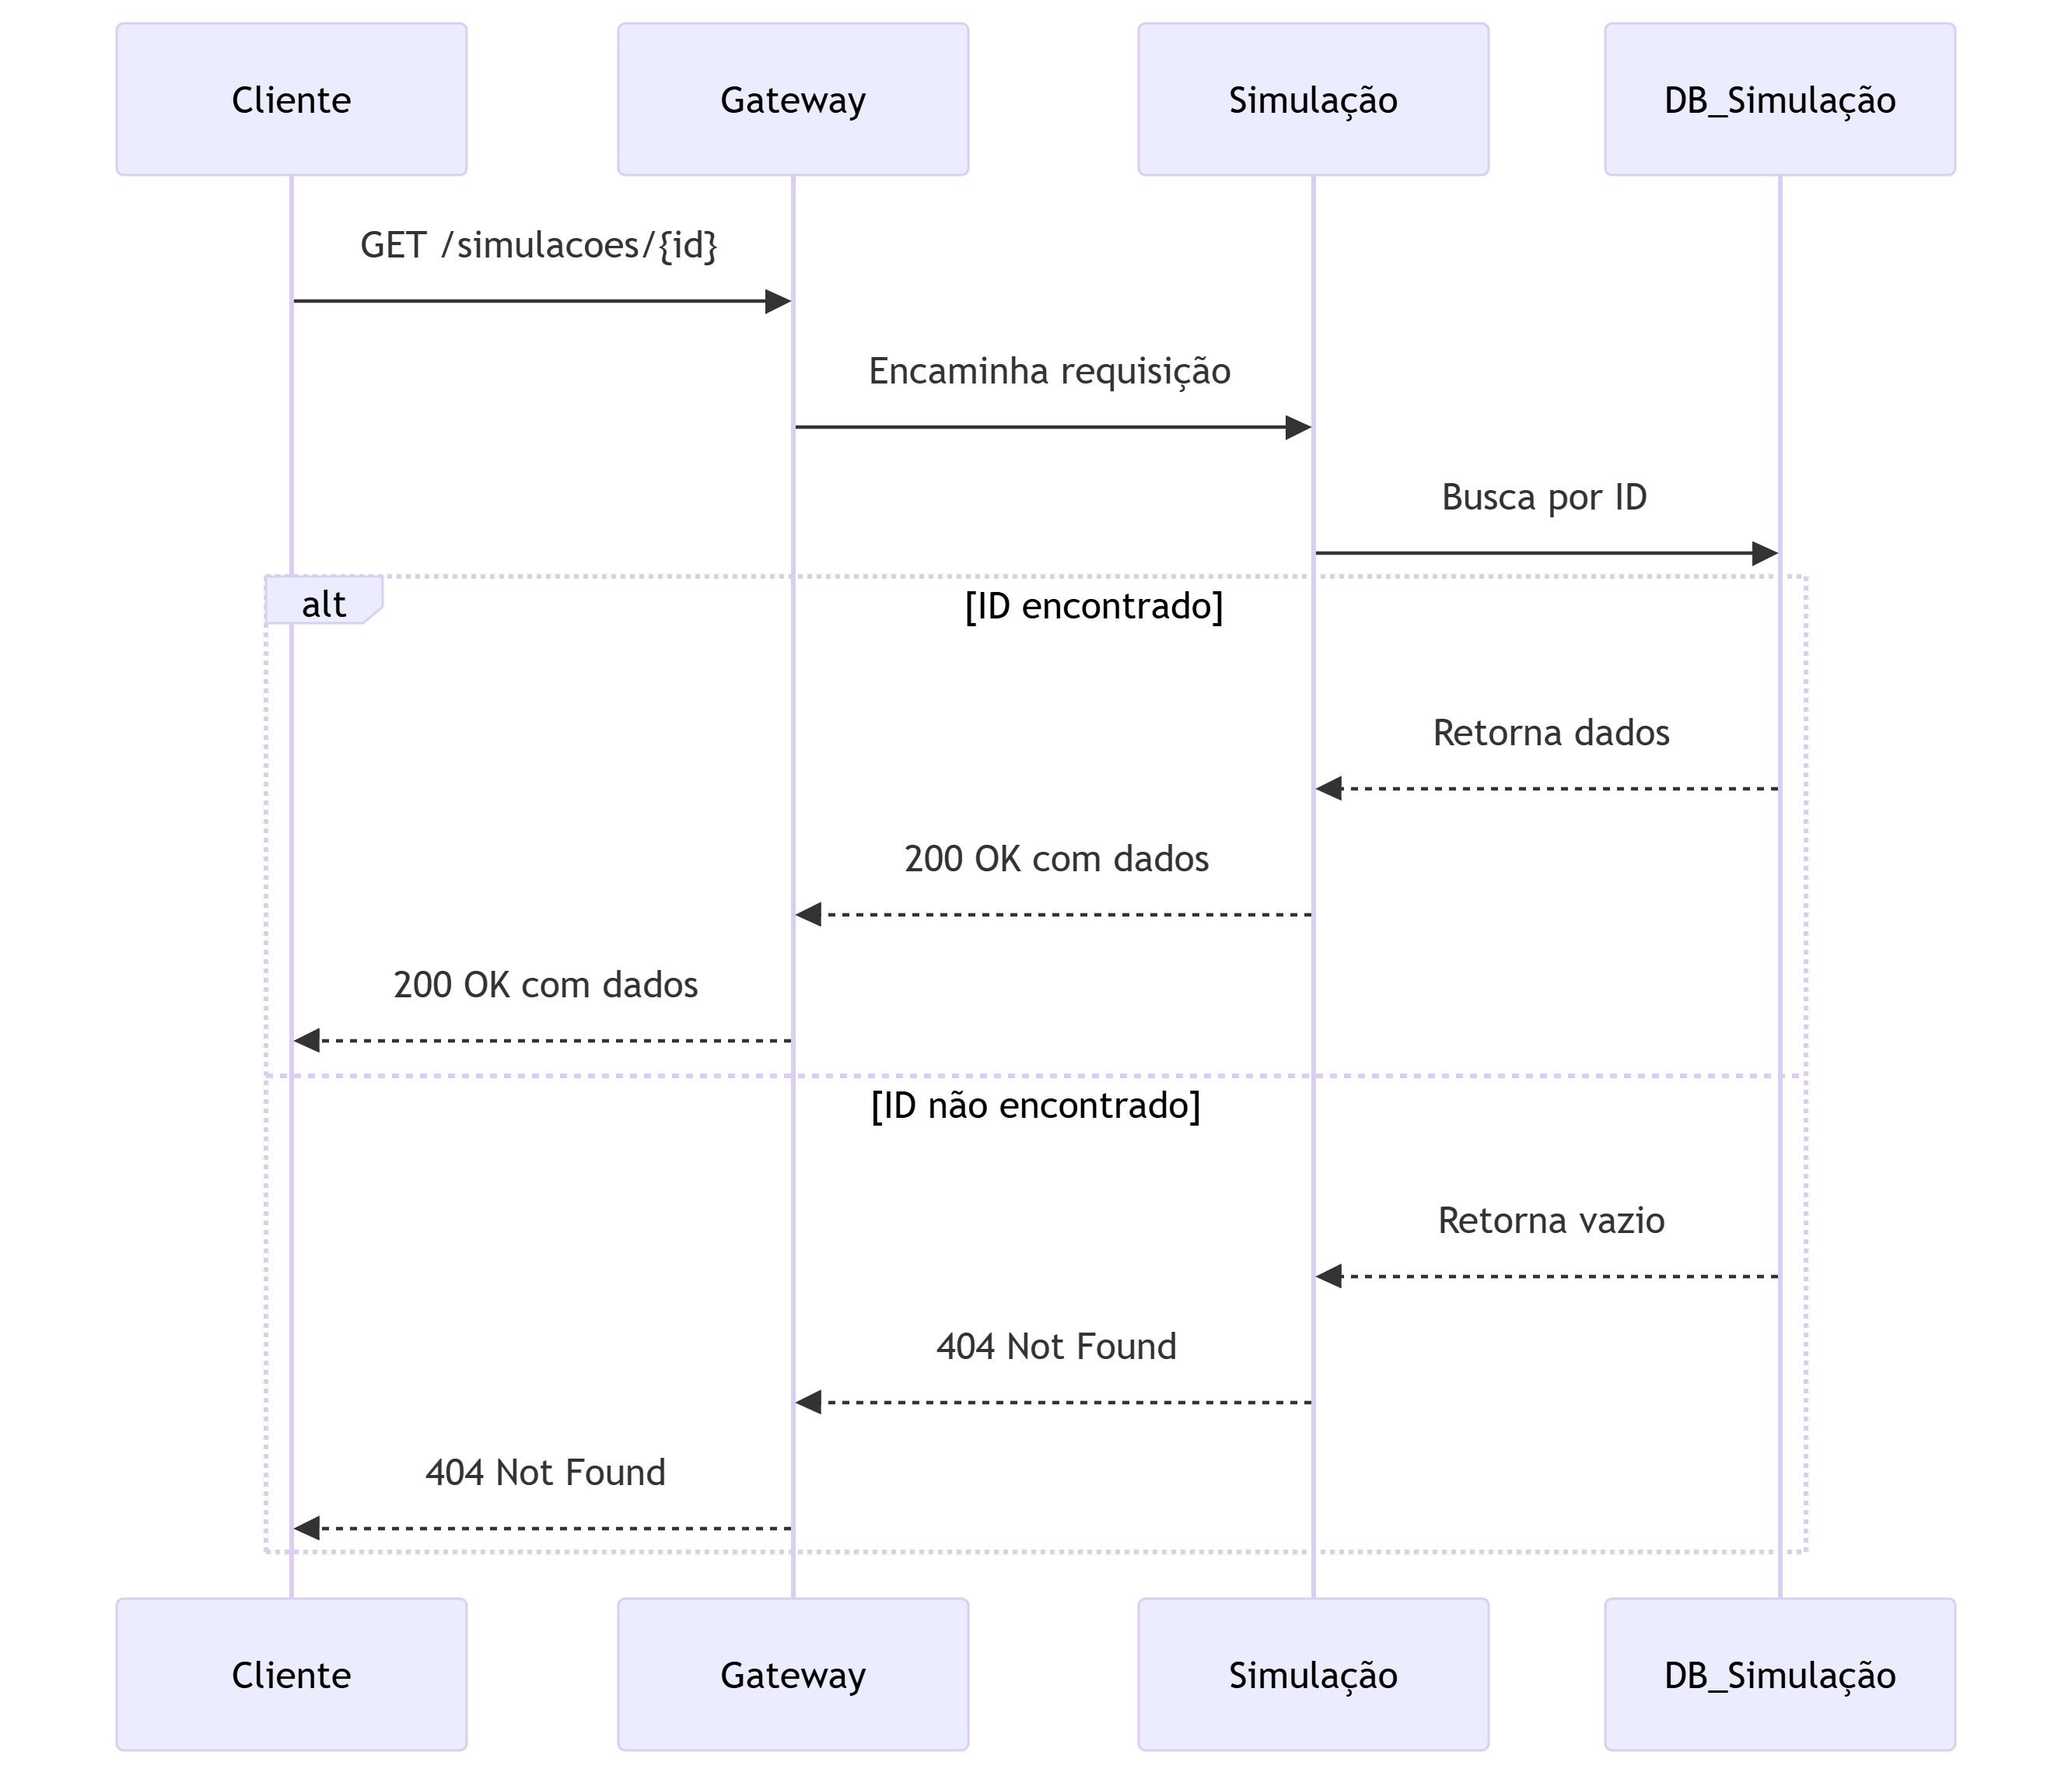 Cliente
Gateway
Simulação
DB_Simulação
GET /simulacoes/{id}
Encaminha requisição
Busca por ID
alt
[ID encontrado]
Retorna dados
200 OK com dados
200 OK com dados
[ID não encontrado]
Retorna vazio
404 Not Found
404 Not Found
Cliente
Gateway
Simulação
DB_Simulação